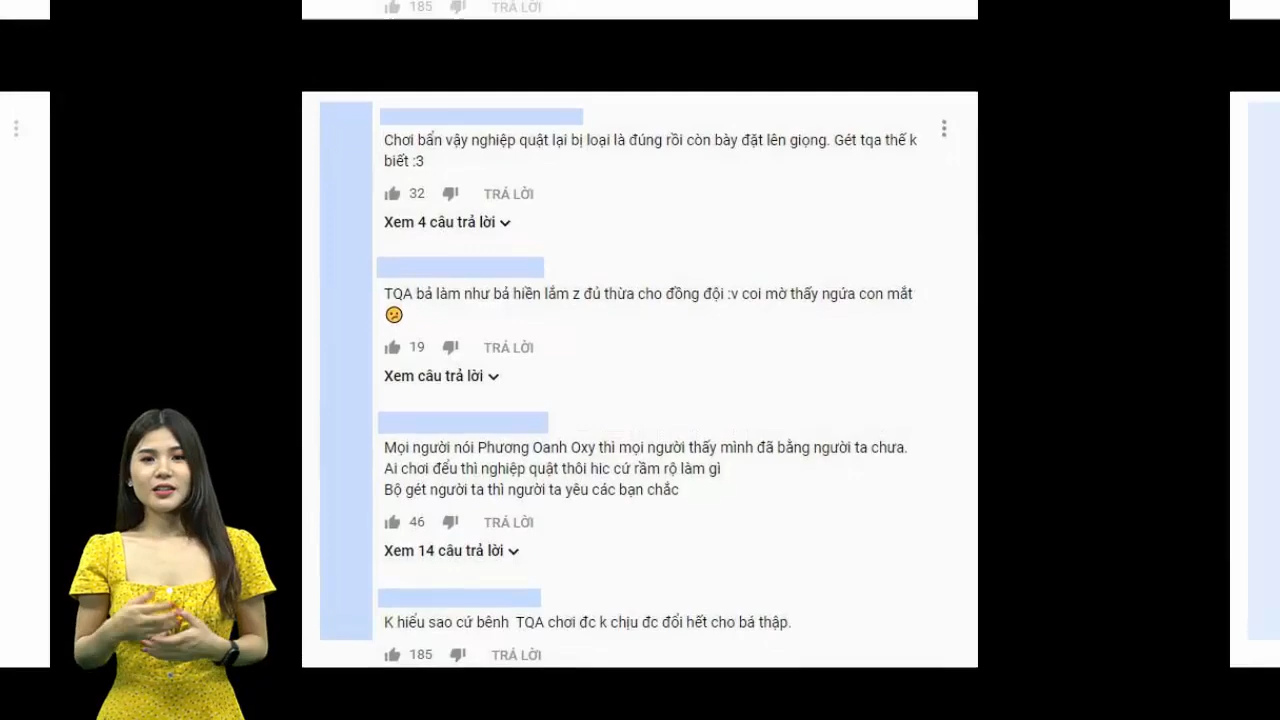 185 TRẢ LỜI
Chơi bẩn vậy nghiệp quật lại bị loại là đúng rồi còn bày đặt lên giọng. Gét tqa thế k
biết :3
32 TRẢ LỜI
Xem 4 câu trả lời
TQA bả làm như bả hiền lắm z đủ thừa cho đồng đội :v coi mờ thấy ngứa con mắt
19 TRẢ LỜI
Xem câu trả lời
Mọi người nói Phương Oanh Oxy thì mọi người thấy mình đã bằng người ta chưa.
Ai chơi đểu thì nghiệp quật thôi hic cứ rầm rộ làm gì
Bộ gét người ta thì người ta yêu các bạn chắc
46 TRẢ LỜI
Xem 14 câu trả lời
K hiểu sao cứ bênh TQA chơi đc k chịu đc đổi hết cho bá thập.
185 TRẢ LỜI